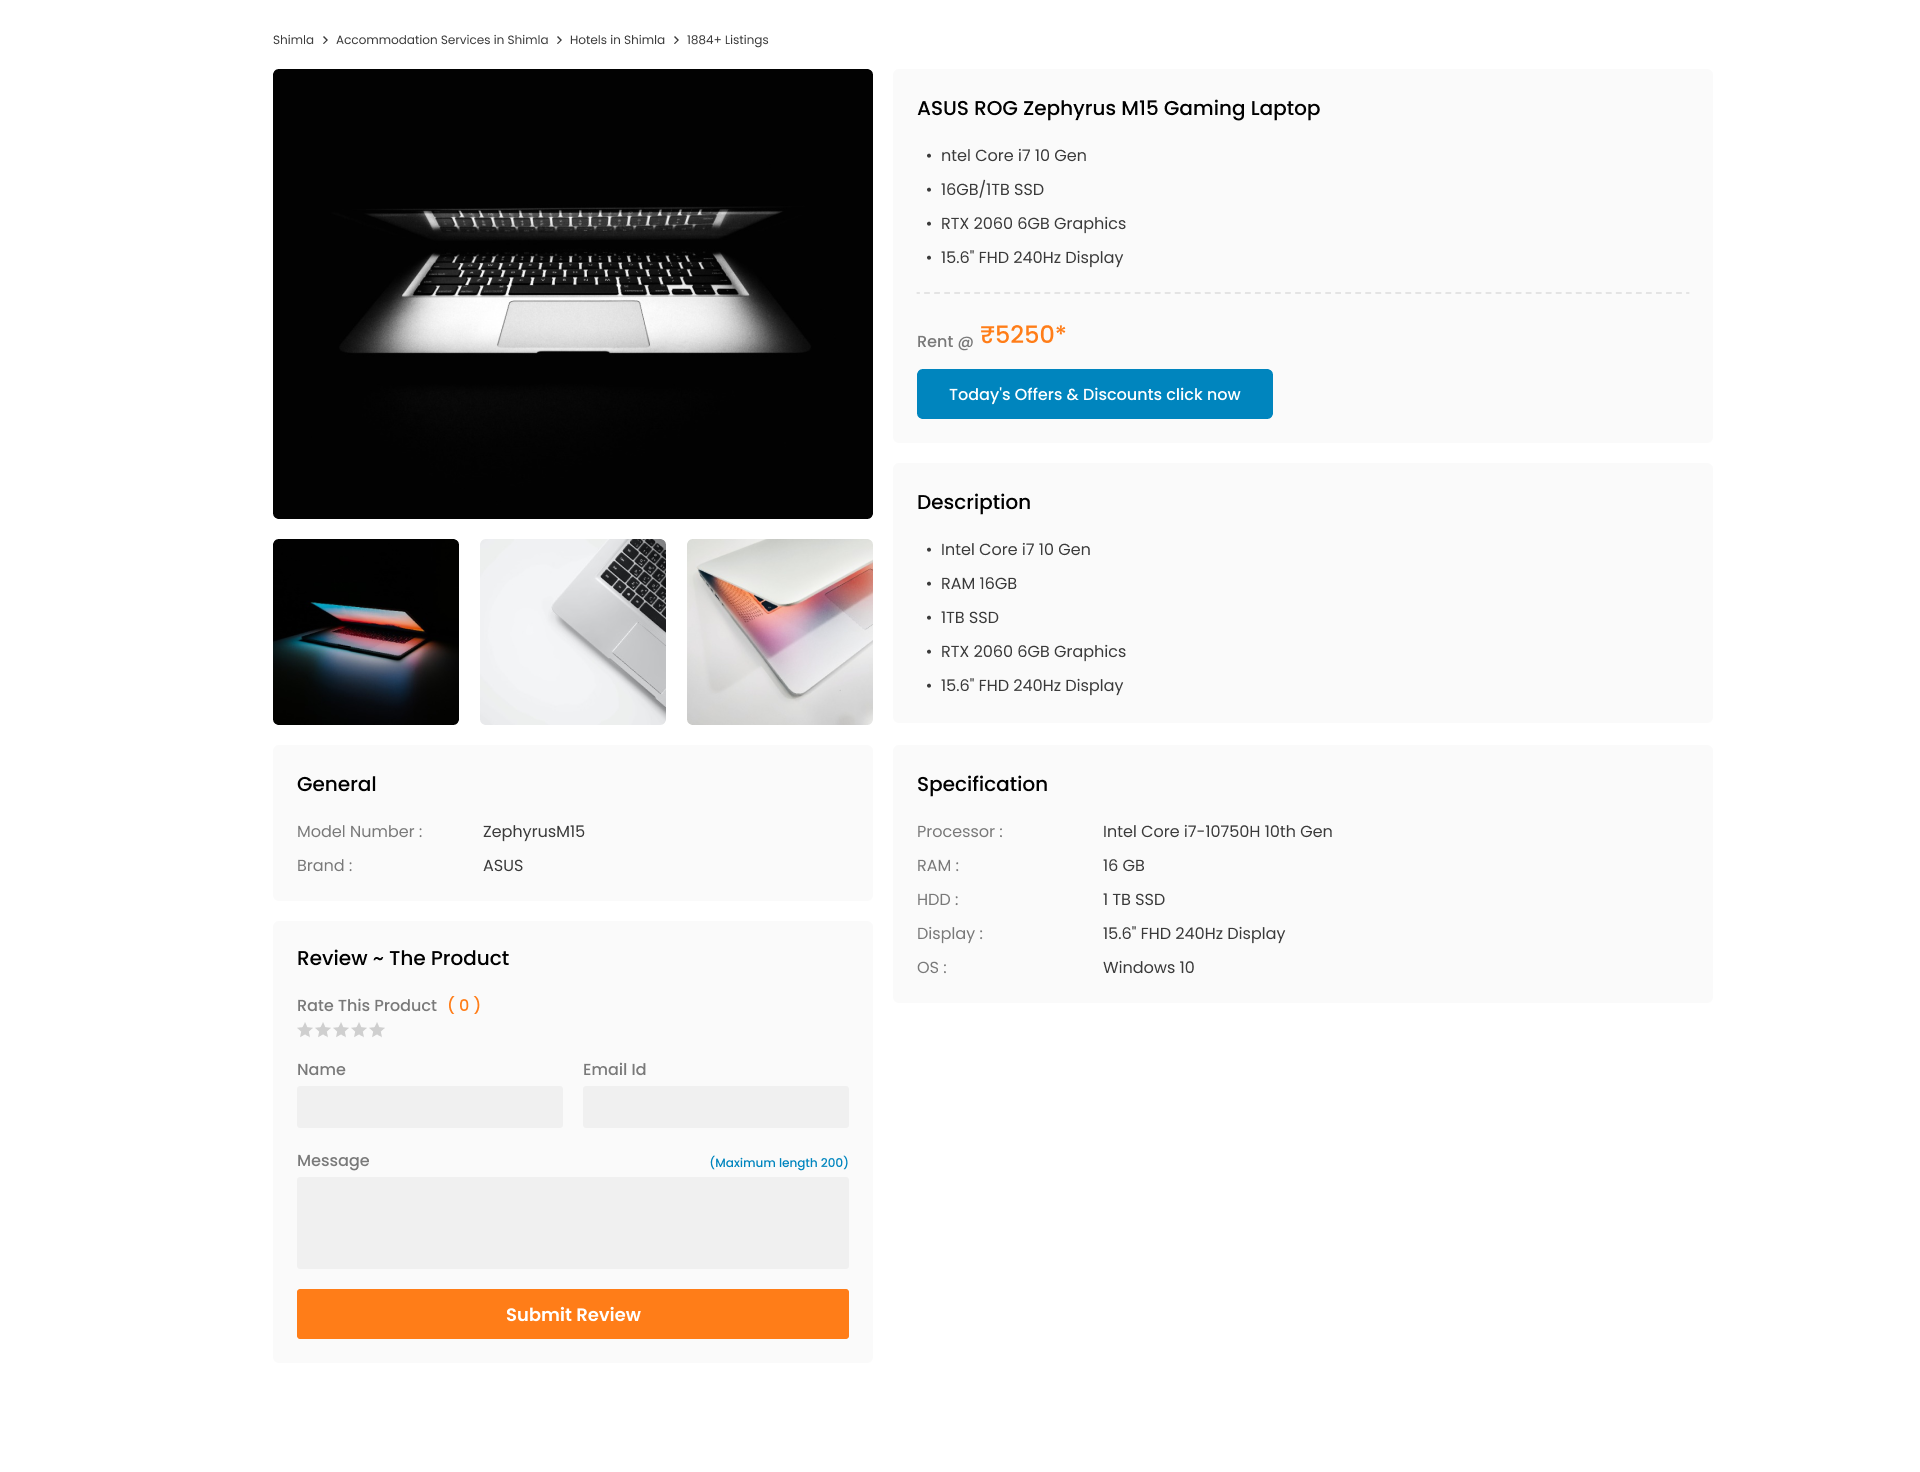 Shimla > Accommodation Services in Shimla > Hotels in Shimla > 1884+ Listings
ASUS ROG Zephyrus M15 Gaming Laptop
• ntel Core i7 10 Gen
• 16GB/1TB SSD
• RTX 2060 6GB Graphics
• 15.6" FHD 240Hz Display
Rent @ ₹5250*
Today's Offers & Discounts click now
Description
• Intel Core i7 10 Gen
• RAM 16GB
• 1TB SSD
• RTX 2060 6GB Graphics
• 15.6" FHD 240Hz Display
General
Model Number : ZephyrusM15
Brand : ASUS
Specification
Processor : Intel Core i7-10750H 10th Gen
RAM : 16 GB
HDD : 1 TB SSD
Display : 15.6" FHD 240Hz Display
OS : Windows 10
Review ~ The Product
Rate This Product ( 0 )
Name Email Id
Message (Maximum length 200)
Submit Review